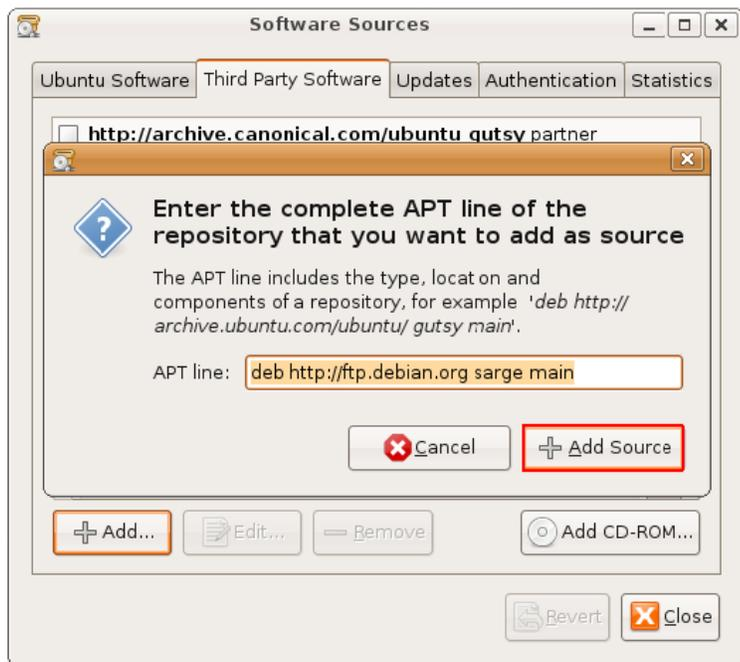 Software Sources
Ubuntu Software Third Party Software Updates Authentication Statistics
http://archive.canonical.com/ubuntu gutsy partner
Enter the complete APT line of the
repository that you want to add as source
The APT line includes the type, location and
components of a repository, for example 'deb http://
archive.ubuntu.com/ubuntu/ gutsy main'.
APT line: deb http://ftp.debian.org sarge main
Cancel Add Source
Add... Edit... Remove Add CD-ROM...
Revert Close